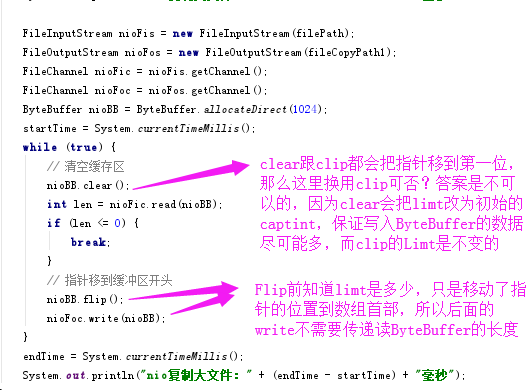 FileInputStream nioFis = new FileInputStream(filePath);
FileOutputStream nioFos = new FileOutputStream(fileCopyPath1);
FileChannel nioFic = nioFis.getChannel();
FileChannel nioFoc = nioFos.getChannel();
ByteBuffer nioBB = ByteBuffer.allocateDirect(1024);
startTime = System.currentTimeMillis();
while (true) {
// 清空缓存区
nioBB.clear();
int len = nioFic.read(nioBB);
if (len <= 0) {
break;
}
// 指针移到缓冲区开头
nioBB.flip();
nioFoc.write(nioBB);
}
endTime = System.currentTimeMillis();
System.out.println("nio复制大文件：" + (endTime - startTime) + "毫秒");
clear跟clip都会把指针移到第一位，
那么这里换用clip可否？答案是不可
以的，因为clear会把limt改为初始的
captint，保证写入ByteBuffer的数据
尽可能多，而clip的Limt是不变的
Flip前知道limt是多少，只是移动了指
针的位置到数组首部，所以后面的
write不需要传递读ByteBuffer的长度